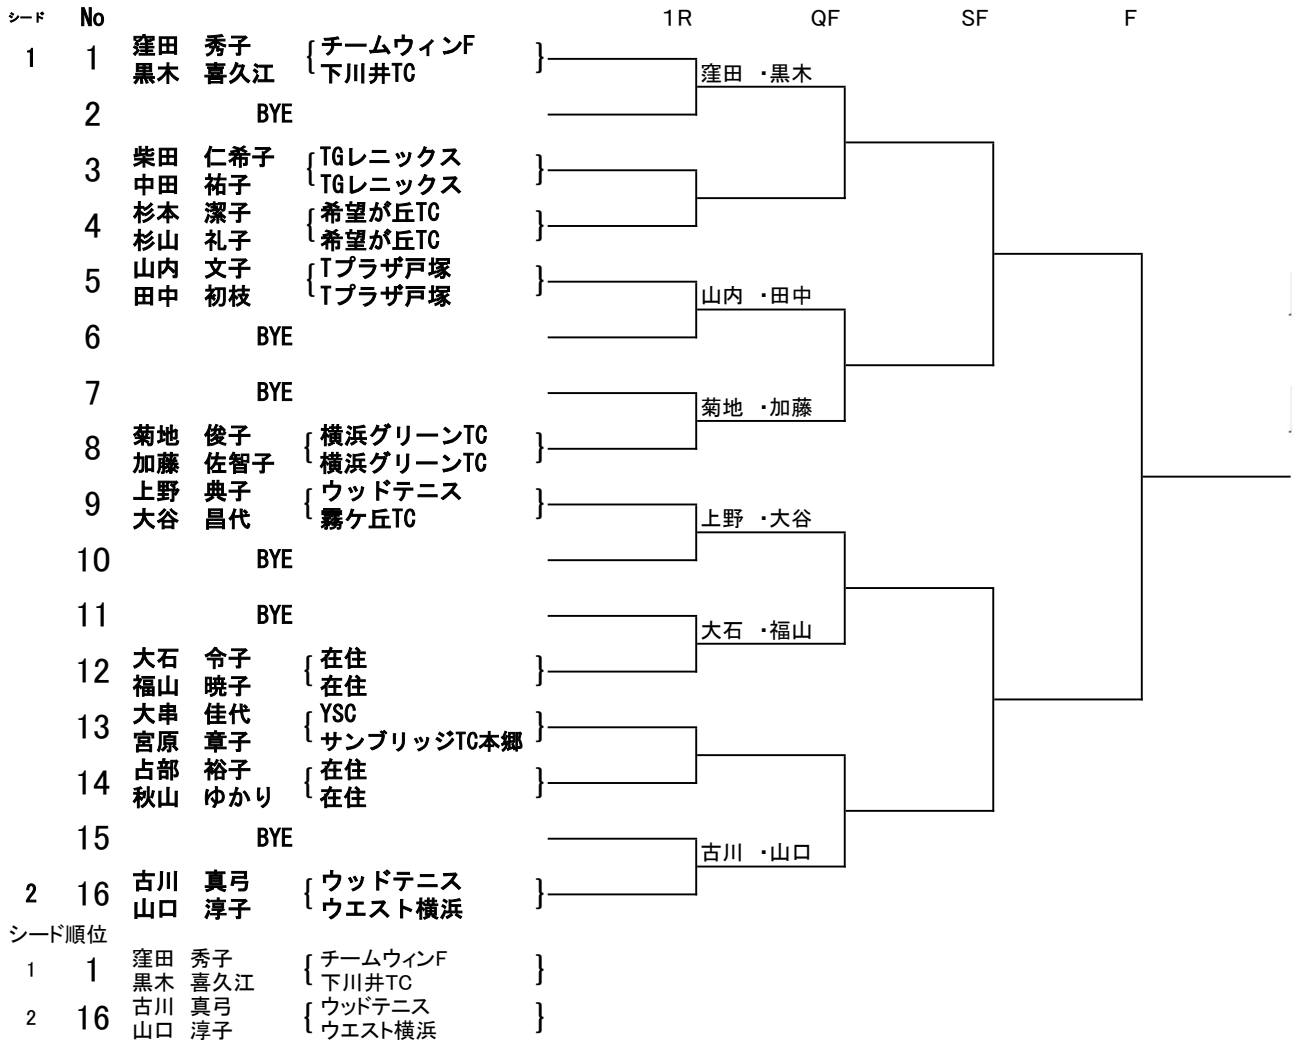 シード No 1R QF SF F
1 1 窪田 秀子 チームウィンF
黒木 喜久江 下川井TC
窪田 ・黒木
2 BYE
3 柴田 仁希子 TGレニックス
中田 祐子 TGレニックス
4 杉本 潔子 希望が丘TC
杉山 礼子 希望が丘TC
5 山内 文子 Tプラザ戸塚
田中 初枝 Tプラザ戸塚
山内 ・田中
6 BYE
7 BYE
菊地 ・加藤
8 菊地 俊子 横浜グリーンTC
加藤 佐智子 横浜グリーンTC
9 上野 典子 ウッドテニス
大谷 昌代 霧ケ丘TC
上野 ・大谷
10 BYE
11 BYE
大石 ・福山
12 大石 令子 在住
福山 暁子 在住
13 大串 佳代 YSC
宮原 章子 サンブリッジTC本郷
14 占部 裕子 在住
秋山 ゆかり 在住
15 BYE
古川 ・山口
2 16 古川 真弓 ウッドテニス
山口 淳子 ウエスト横浜
シード順位
1 1 窪田 秀子 チームウィンF
黒木 喜久江 下川井TC
2 16 古川 真弓 ウッドテニス
山口 淳子 ウエスト横浜